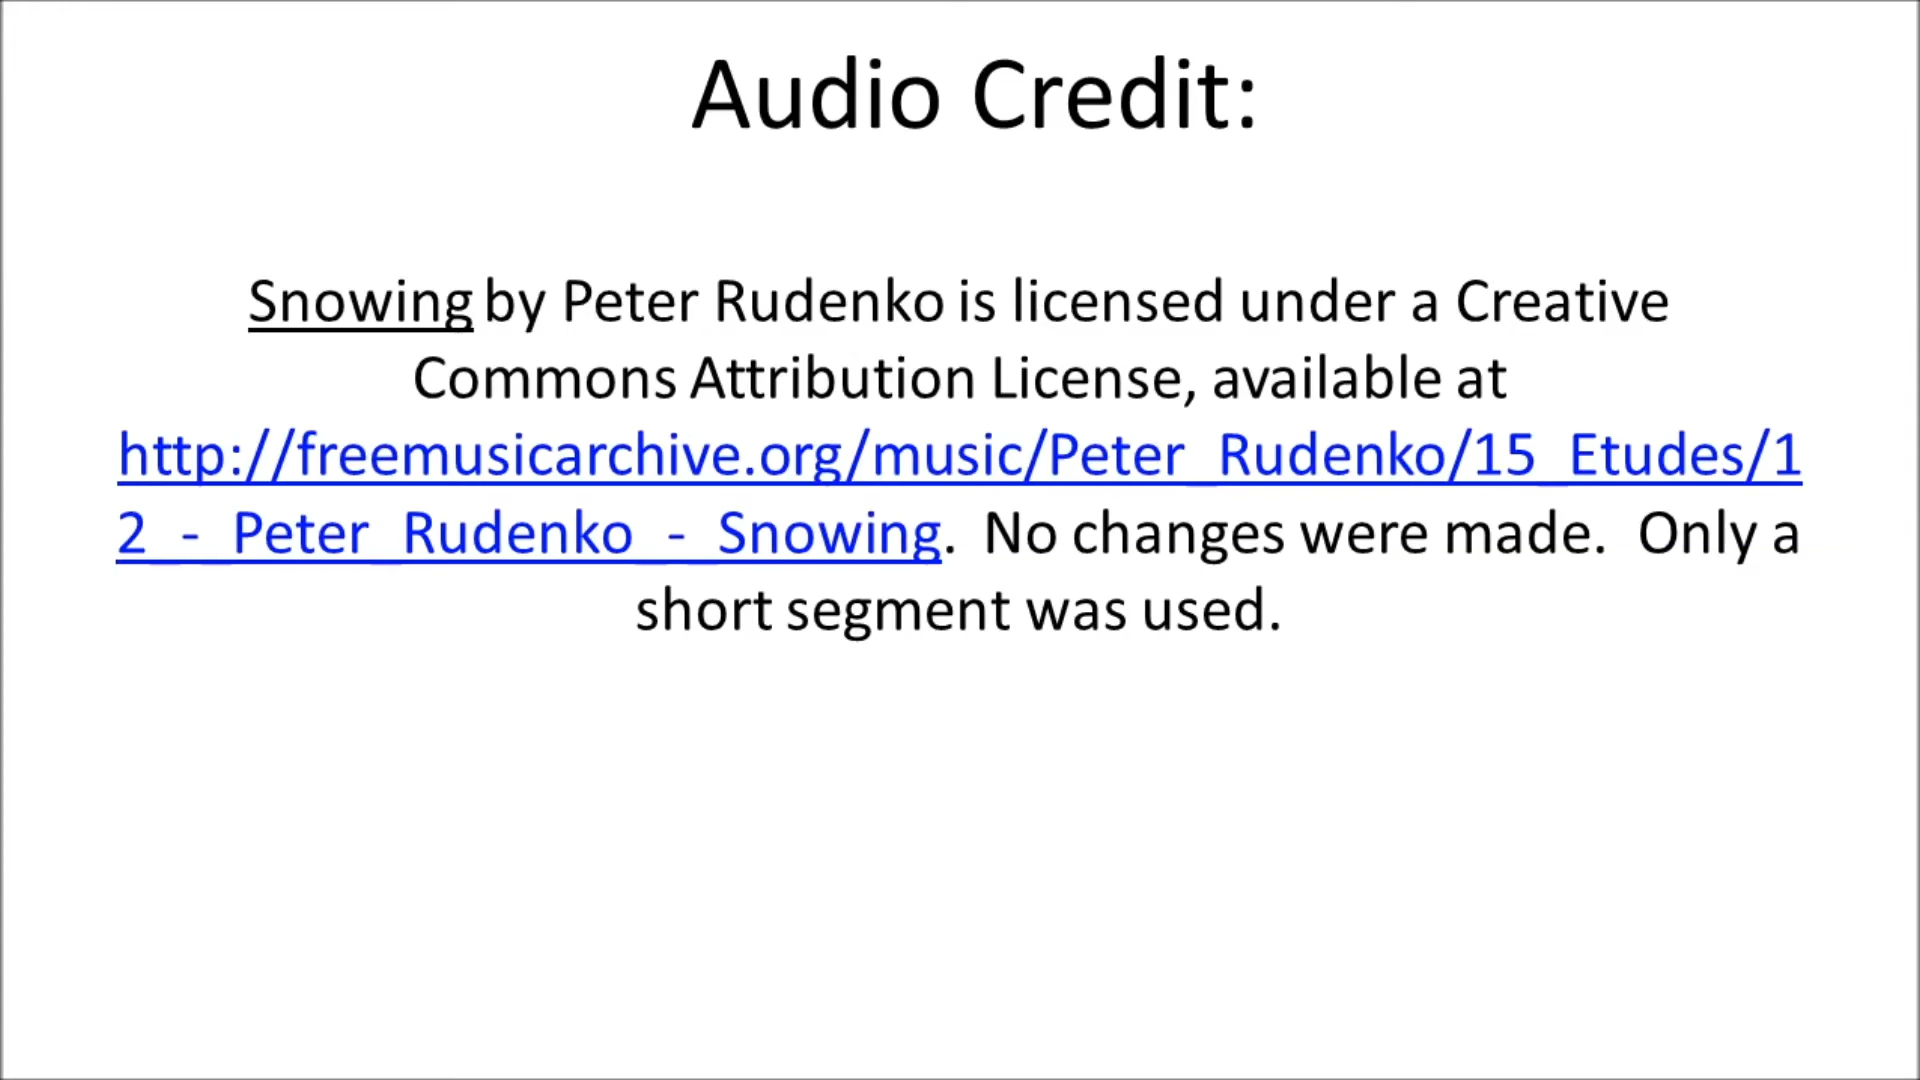 Audio Credit:
Snowing by Peter Rudenko is licensed under a Creative
Commons Attribution License, available at
http://freemusicarchive.org/music/Peter_Rudenko/15_Etudes/1
2_-_Peter_Rudenko_-_Snowing.  No changes were made.  Only a
short segment was used.